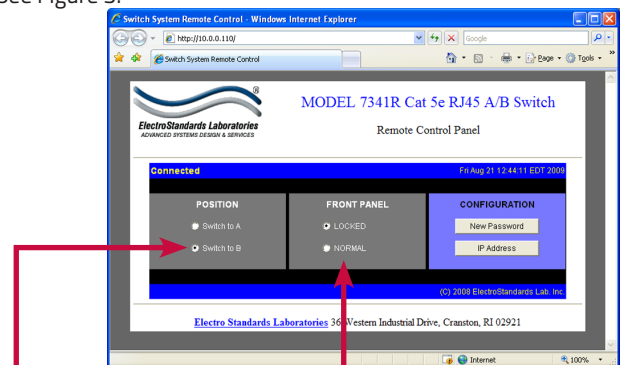 see Figure 3.
Switch System Remote Control - Windows Internet Explorer
http://10.0.0.110/
Google
Switch System Remote Control
Page
Tools
»
®
MODEL 7341R Cat 5e RJ45 A/B Switch
ElectroStandards Laboratories
Remote Control Panel
ADVANCED SYSTEMS DESIGN & SERVICES
Connected
Fri Aug 21 12:44:11 EDT 2009
POSITION
FRONT PANEL
CONFIGURATION
Switch to A
LOCKED
New Password
Switch to B
NORMAL
IP Address
(C) 2008 ElectroStandards Lab. Inc.
Electro Standards Laboratories 36 Western Industrial Drive, Cranston, RI 02921
Internet
100%